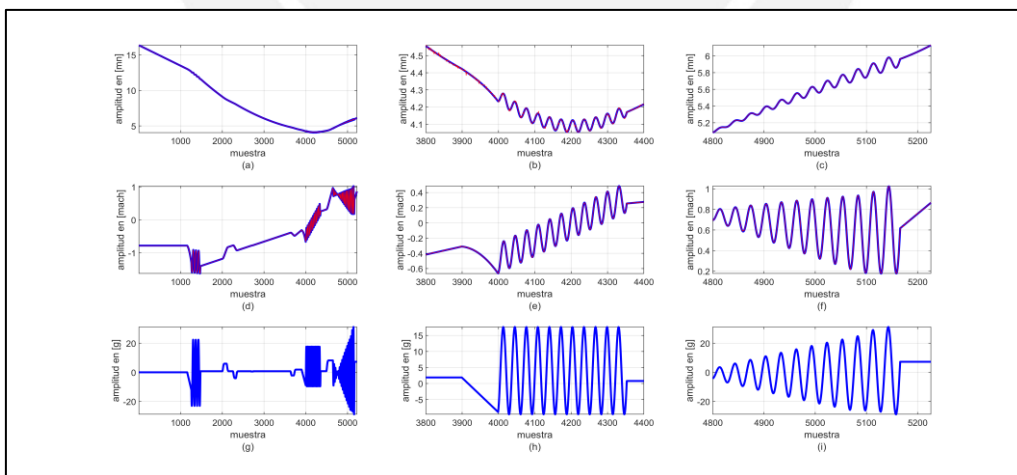 amplitud en [mn]
15
10
5
1000 2000 3000 4000 5000
muestra
(a)
amplitud en [mn]
4.5
4.4
4.3
4.2
4.1
3800 3900 4000 4100 4200 4300 4400
muestra
(b)
amplitud en [mn]
6
5.8
5.6
5.4
5.2
4800 4900 5000 5100 5200
muestra
(c)
amplitud en [mach]
1
0
-1
1000 2000 3000 4000 5000
muestra
(d)
amplitud en [mach]
0.4
0.2
0
-0.2
-0.4
-0.6
3800 3900 4000 4100 4200 4300 4400
muestra
(e)
amplitud en [mach]
1
0.8
0.6
0.4
0.2
4800 4900 5000 5100 5200
muestra
(f)
amplitud en [g]
20
0
-20
1000 2000 3000 4000 5000
muestra
(g)
amplitud en [g]
15
10
5
0
-5
3800 3900 4000 4100 4200 4300 4400
muestra
(h)
amplitud en [g]
20
0
-20
4800 4900 5000 5100 5200
muestra
(i)